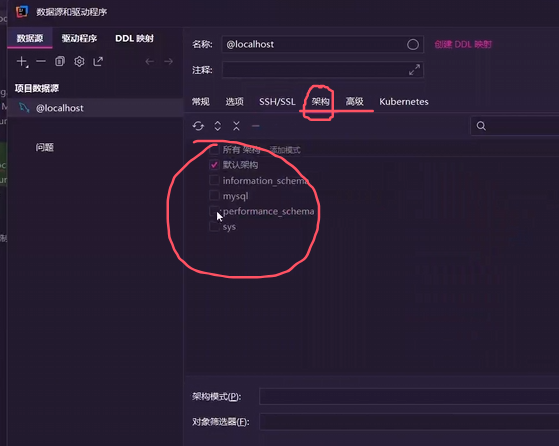 数据源和驱动程序
数据源 驱动程序 DDL 映射
项目数据源
@localhost
问题
名称: @localhost 创建 DDL 映射
注释:
常规 选项 SSH/SSL 架构 高级 Kubernetes
所有 架构 添加模式
默认架构
information_schema
mysql
performance_schema
sys
架构模式(P):
对象筛选器(F):